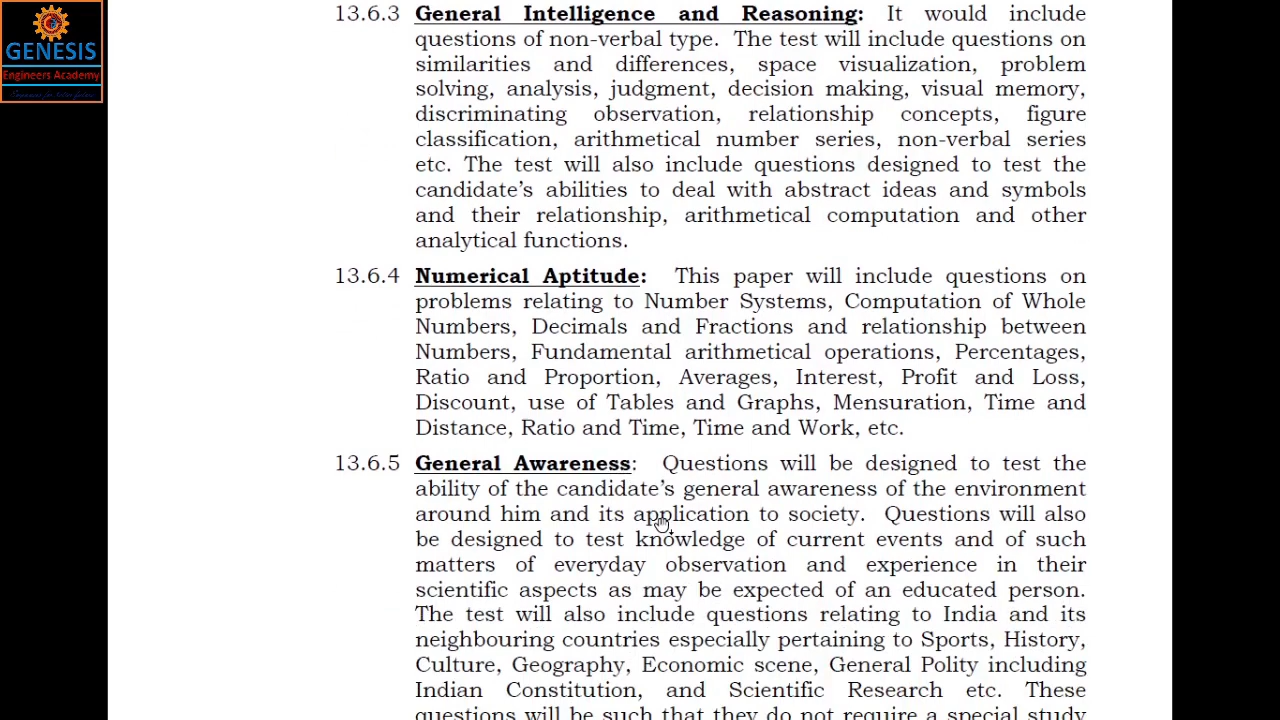 GENESIS
Engineers Academy
13.6.3 General Intelligence and Reasoning: It would include
questions of non-verbal type. The test will include questions on
similarities and differences, space visualization, problem
solving, analysis, judgment, decision making, visual memory,
discriminating observation, relationship concepts, figure
classification, arithmetical number series, non-verbal series
etc. The test will also include questions designed to test the
candidate's abilities to deal with abstract ideas and symbols
and their relationship, arithmetical computation and other
analytical functions.
13.6.4 Numerical Aptitude: This paper will include questions on
problems relating to Number Systems, Computation of Whole
Numbers, Decimals and Fractions and relationship between
Numbers, Fundamental arithmetical operations, Percentages,
Ratio and Proportion, Averages, Interest, Profit and Loss,
Discount, use of Tables and Graphs, Mensuration, Time and
Distance, Ratio and Time, Time and Work, etc.
13.6.5 General Awareness: Questions will be designed to test the
ability of the candidate's general awareness of the environment
around him and its application to society. Questions will also
be designed to test knowledge of current events and of such
matters of everyday observation and experience in their
scientific aspects as may be expected of an educated person.
The test will also include questions relating to India and its
neighbouring countries especially pertaining to Sports, History,
Culture, Geography, Economic scene, General Polity including
Indian Constitution, and Scientific Research etc. These
questions will be such that they do not require a special study